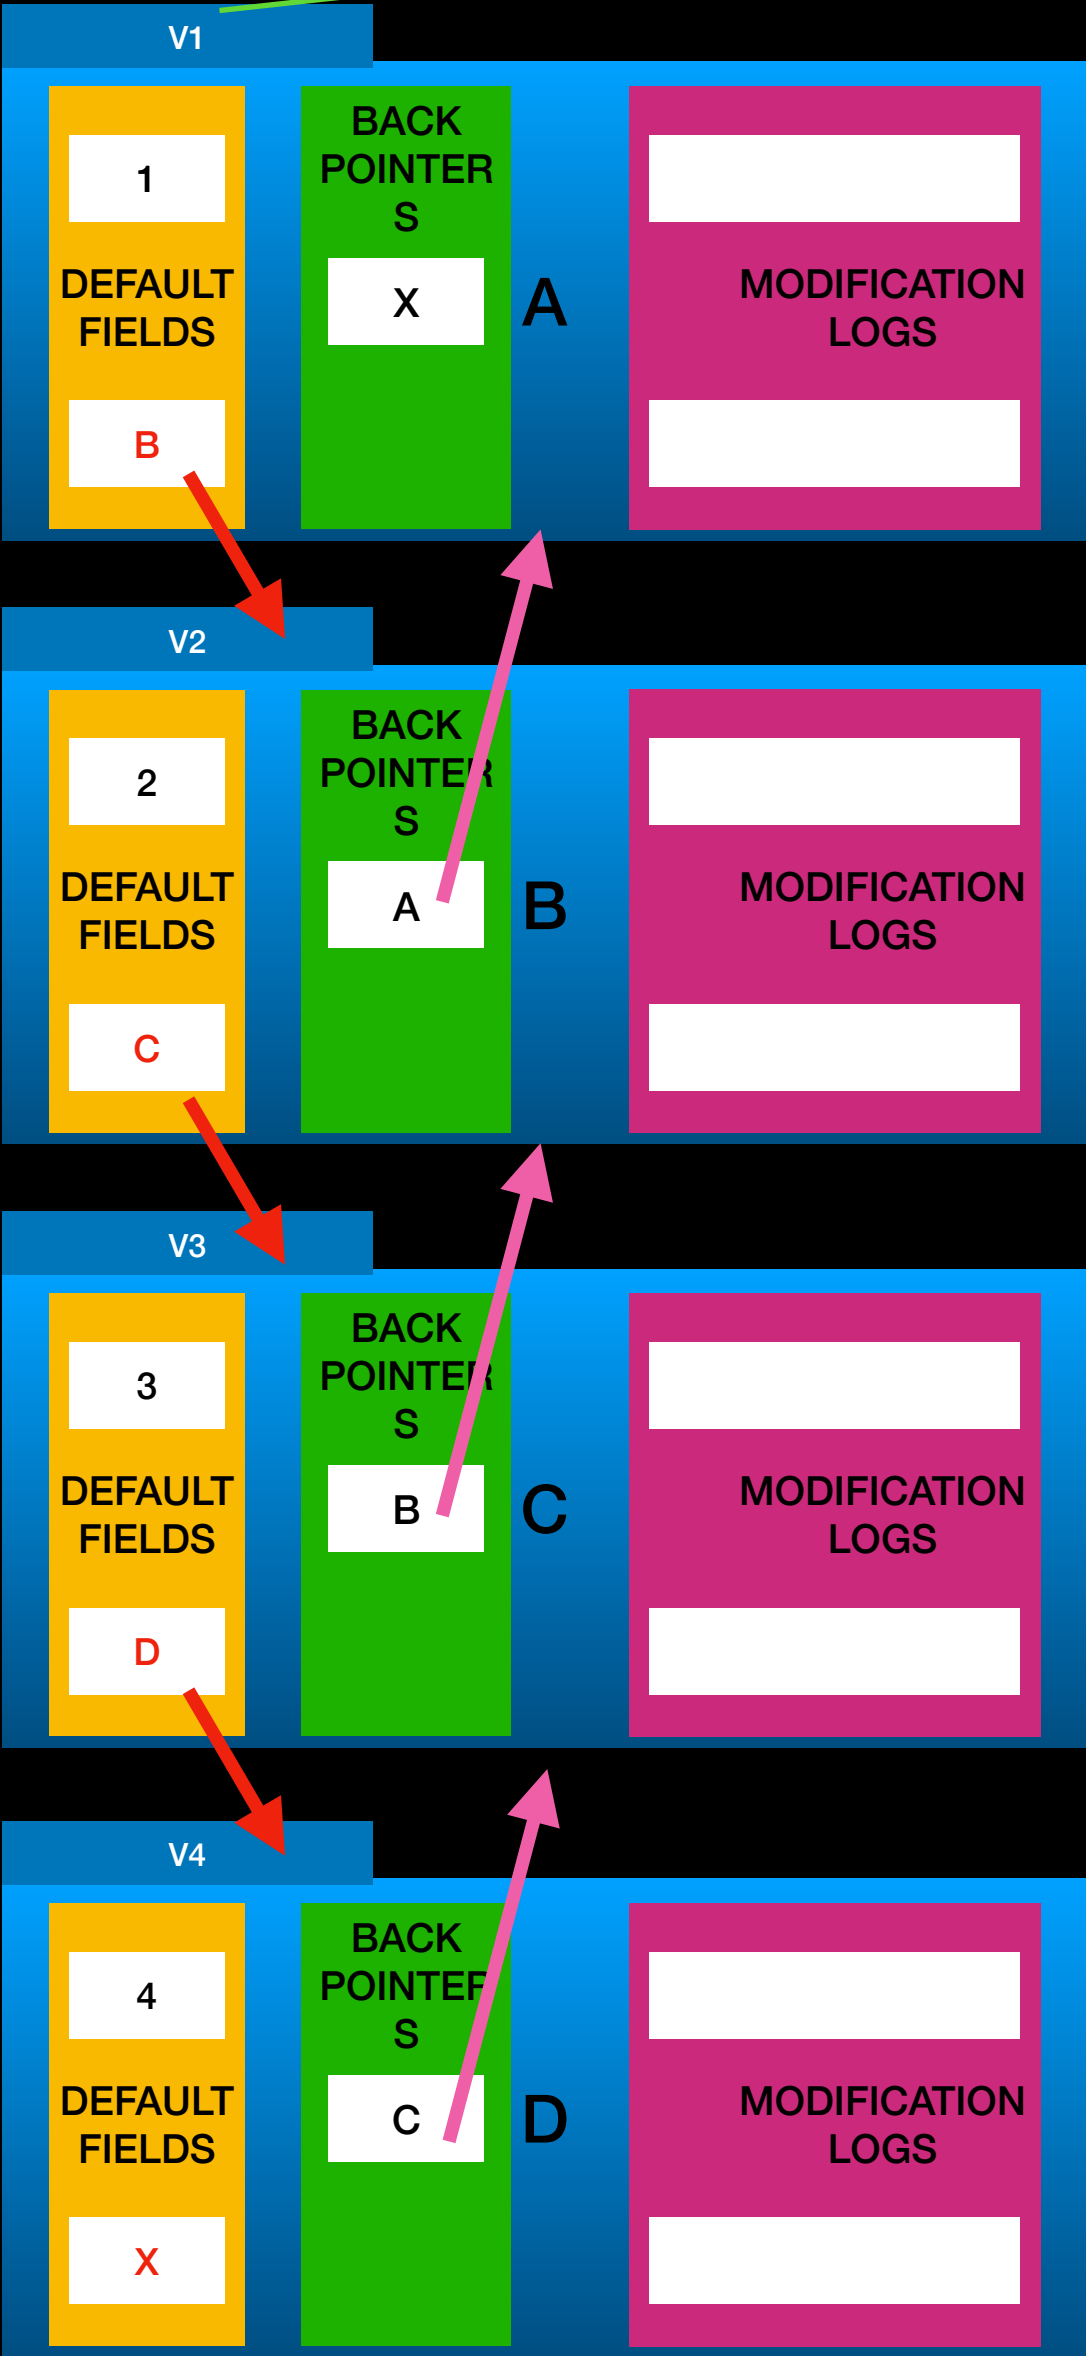 V1
1
DEFAULT
FIELDS
B
BACK
POINTER
S
X
A
MODIFICATION
LOGS
V2
2
DEFAULT
FIELDS
C
BACK
POINTER
S
A
B
MODIFICATION
LOGS
V3
3
DEFAULT
FIELDS
D
BACK
POINTER
S
B
C
MODIFICATION
LOGS
V4
4
DEFAULT
FIELDS
X
BACK
POINTER
S
C
D
MODIFICATION
LOGS